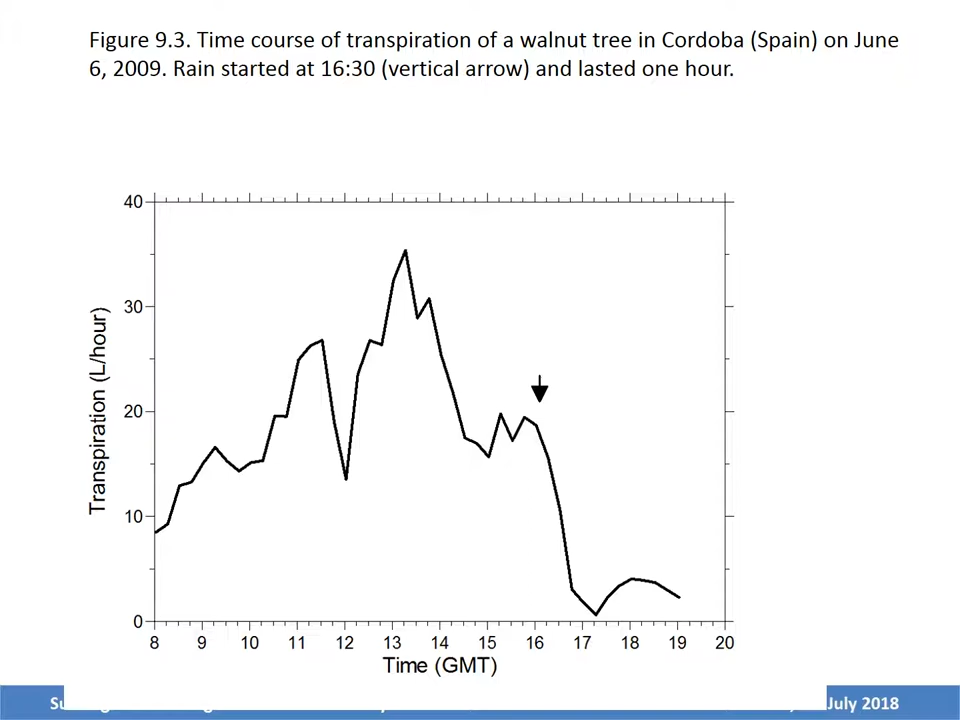 Figure 9.3. Time course of transpiration of a walnut tree in Cordoba (Spain) on June
6, 2009. Rain started at 16:30 (vertical arrow) and lasted one hour.
40
30
20
10
0
Transpiration (L/hour)
8 9 10 11 12 13 14 15 16 17 18 19 20
Time (GMT)
July 2018